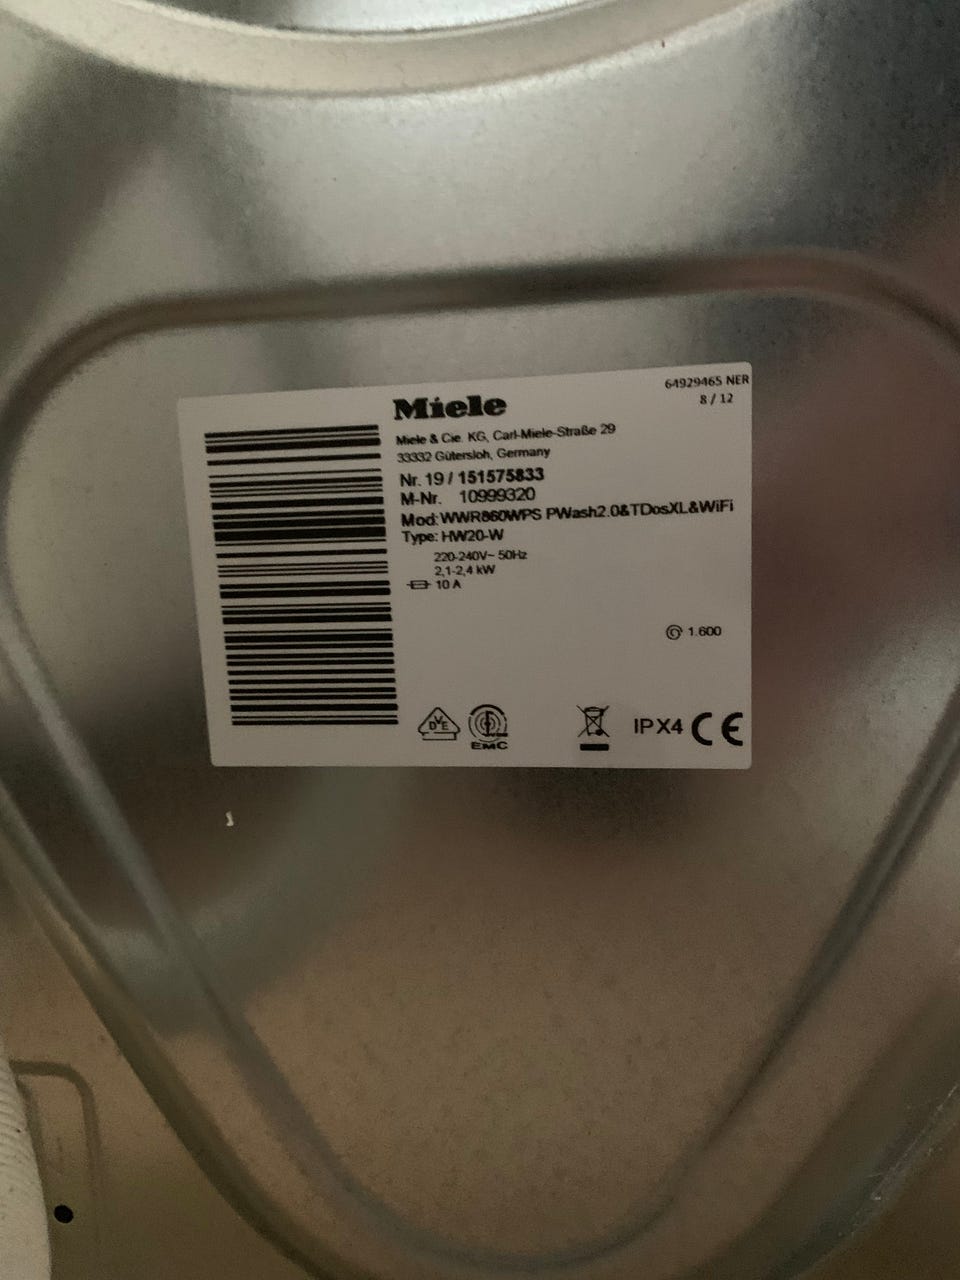 64929465 NER
8 / 12
Miele
Miele & Cie. KG, Carl-Miele-Straße 29
33332 Gütersloh, Germany
Nr. 19 / 151575833
M-Nr. 10999320
Mod: WWR860WPS PWash2.0&TDosXL&WiFi
Type: HW20-W
220-240V~ 50Hz
2,1-2,4 kW
10 A
1.600
DVE
EMC
IPX4 CE